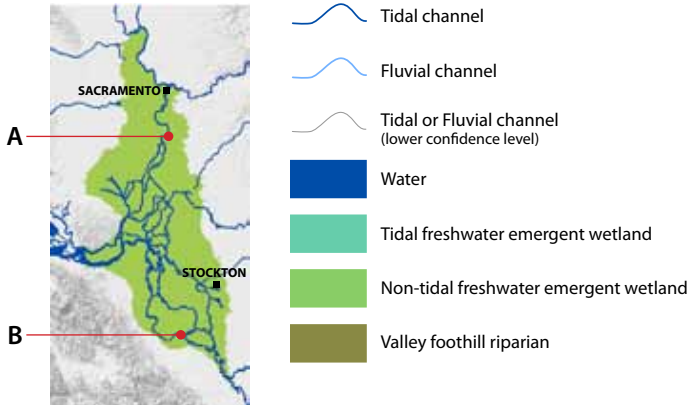 SACRAMENTO
A
STOCKTON
B
Tidal channel
Fluvial channel
Tidal or Fluvial channel
(lower confidence level)
Water
Tidal freshwater emergent wetland
Non-tidal freshwater emergent wetland
Valley foothill riparian